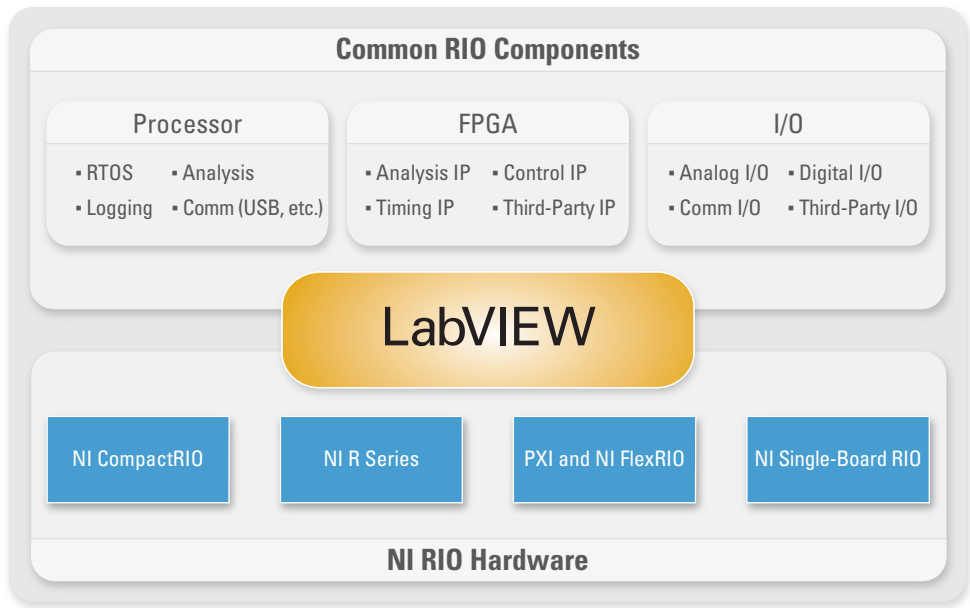 Common RIO Components
Processor
▪ RTOS ▪ Analysis
▪ Logging ▪ Comm (USB, etc.)
FPGA
▪ Analysis IP ▪ Control IP
▪ Timing IP ▪ Third-Party IP
I/O
▪ Analog I/O ▪ Digital I/O
▪ Comm I/O ▪ Third-Party I/O
LabVIEW
NI CompactRIO
NI R Series
PXI and NI FlexRIO
NI Single-Board RIO
NI RIO Hardware